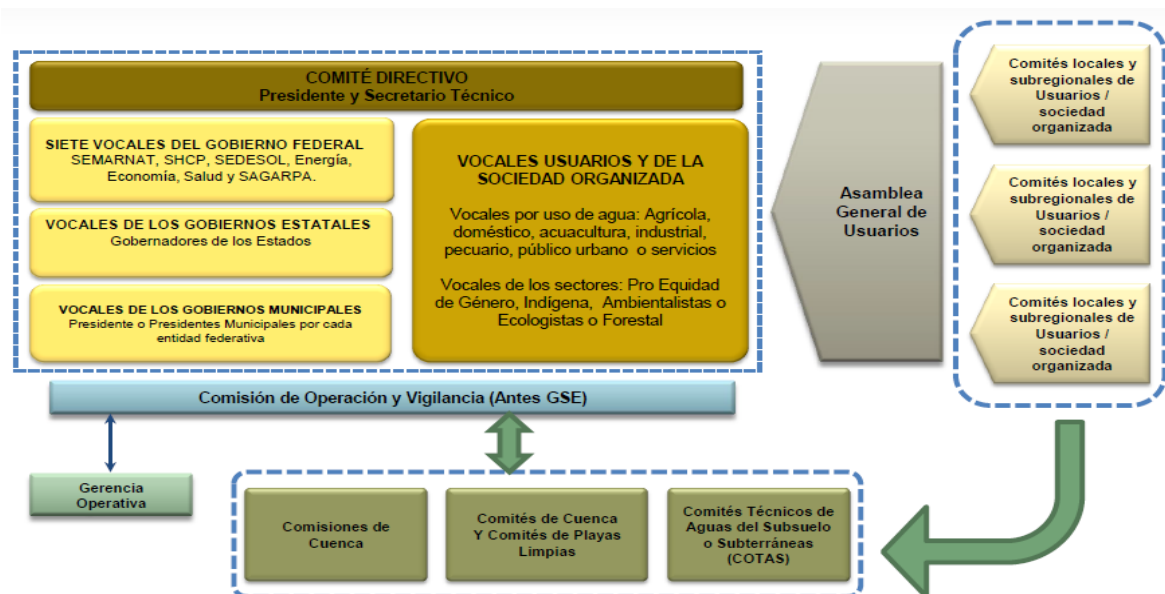 COMITÉ DIRECTIVO
Presidente y Secretario Técnico
SIETE VOCALES DEL GOBIERNO FEDERAL
SEMARNAT, SHCP, SEDESOL, Energía,
Economía, Salud y SAGARPA.
VOCALES DE LOS GOBIERNOS ESTATALES
Gobernadores de los Estados
VOCALES DE LOS GOBIERNOS MUNICIPALES
Presidente o Presidentes Municipales por cada
entidad federativa
VOCALES USUARIOS Y DE LA
SOCIEDAD ORGANIZADA
Vocales por uso de agua: Agrícola,
doméstico, acuacultura, industrial,
pecuario, público urbano o servicios
Vocales de los sectores: Pro Equidad
de Género, Indígena, Ambientalistas o
Ecologistas o Forestal
Asamblea
General de
Usuarios
Comités locales y
subregionales de
Usuarios /
sociedad
organizada
Comités locales y
subregionales de
Usuarios /
sociedad
organizada
Comités locales y
subregionales de
Usuarios /
sociedad
organizada
Comisión de Operación y Vigilancia (Antes GSE)
Gerencia
Operativa
Comisiones de
Cuenca
Comités de Cuenca
Y Comités de Playas
Limpias
Comités Técnicos de
Aguas del Subsuelo
o Subterráneas
(COTAS)